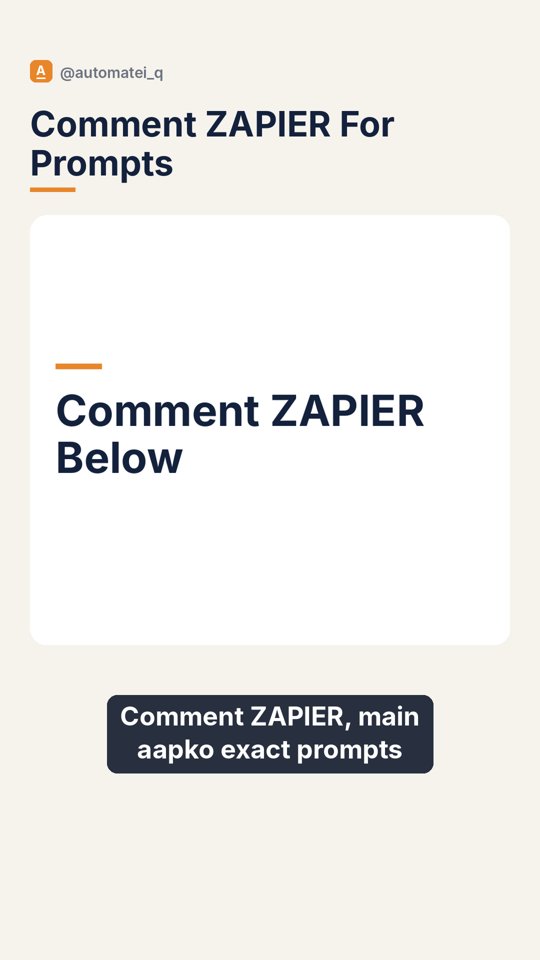 A
@automatei_q
Comment ZAPIER For
Prompts
Comment ZAPIER
Below
Comment ZAPIER, main
aapko exact prompts